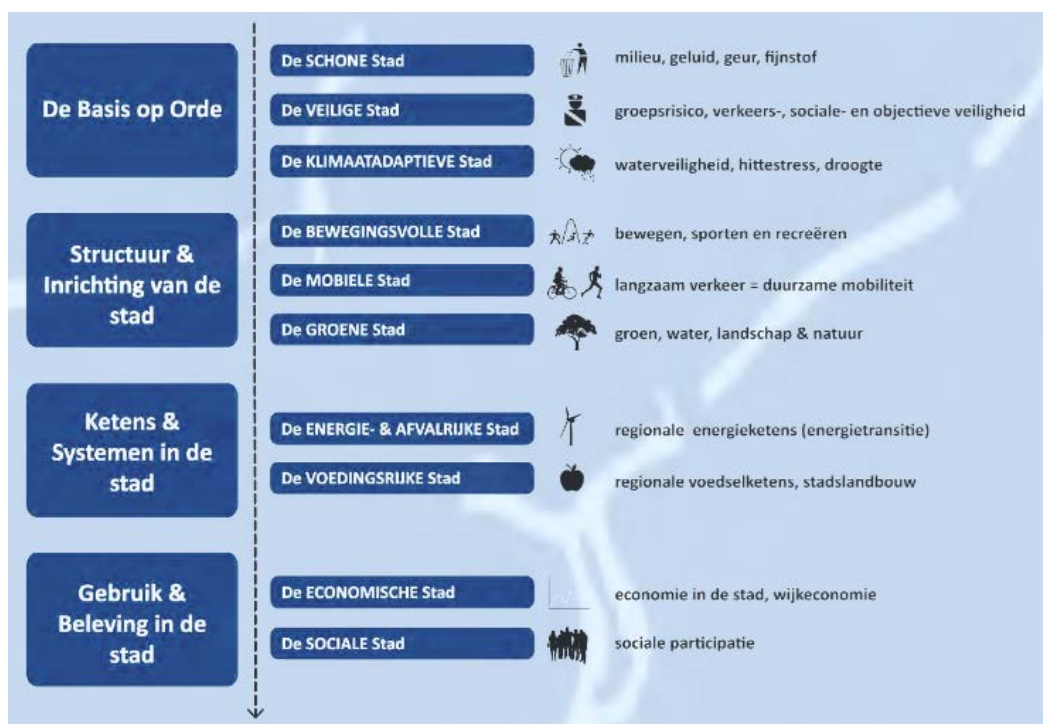 De Basis op Orde
De SCHONE Stad
milieu, geluid, geur, fijnstof
De VEILIGE Stad
groepsrisico, verkeers-, sociale- en objectieve veiligheid
De KLIMAATADAPTIEVE Stad
waterveiligheid, hittestress, droogte
Structuur &
Inrichting van de
stad
De BEWEGINGSVOLLE Stad
bewegen, sporten en recreëren
De MOBIELE Stad
langzaam verkeer = duurzame mobiliteit
De GROENE Stad
groen, water, landschap & natuur
Ketens &
Systemen in de
stad
De ENERGIE- & AFVALRIJKE Stad
regionale energieketens (energietransitie)
De VOEDINGSRIJKE Stad
regionale voedselketens, stadslandbouw
Gebruik &
Beleving in de
stad
De ECONOMISCHE Stad
economie in de stad, wijkeconomie
De SOCIALE Stad
sociale participatie